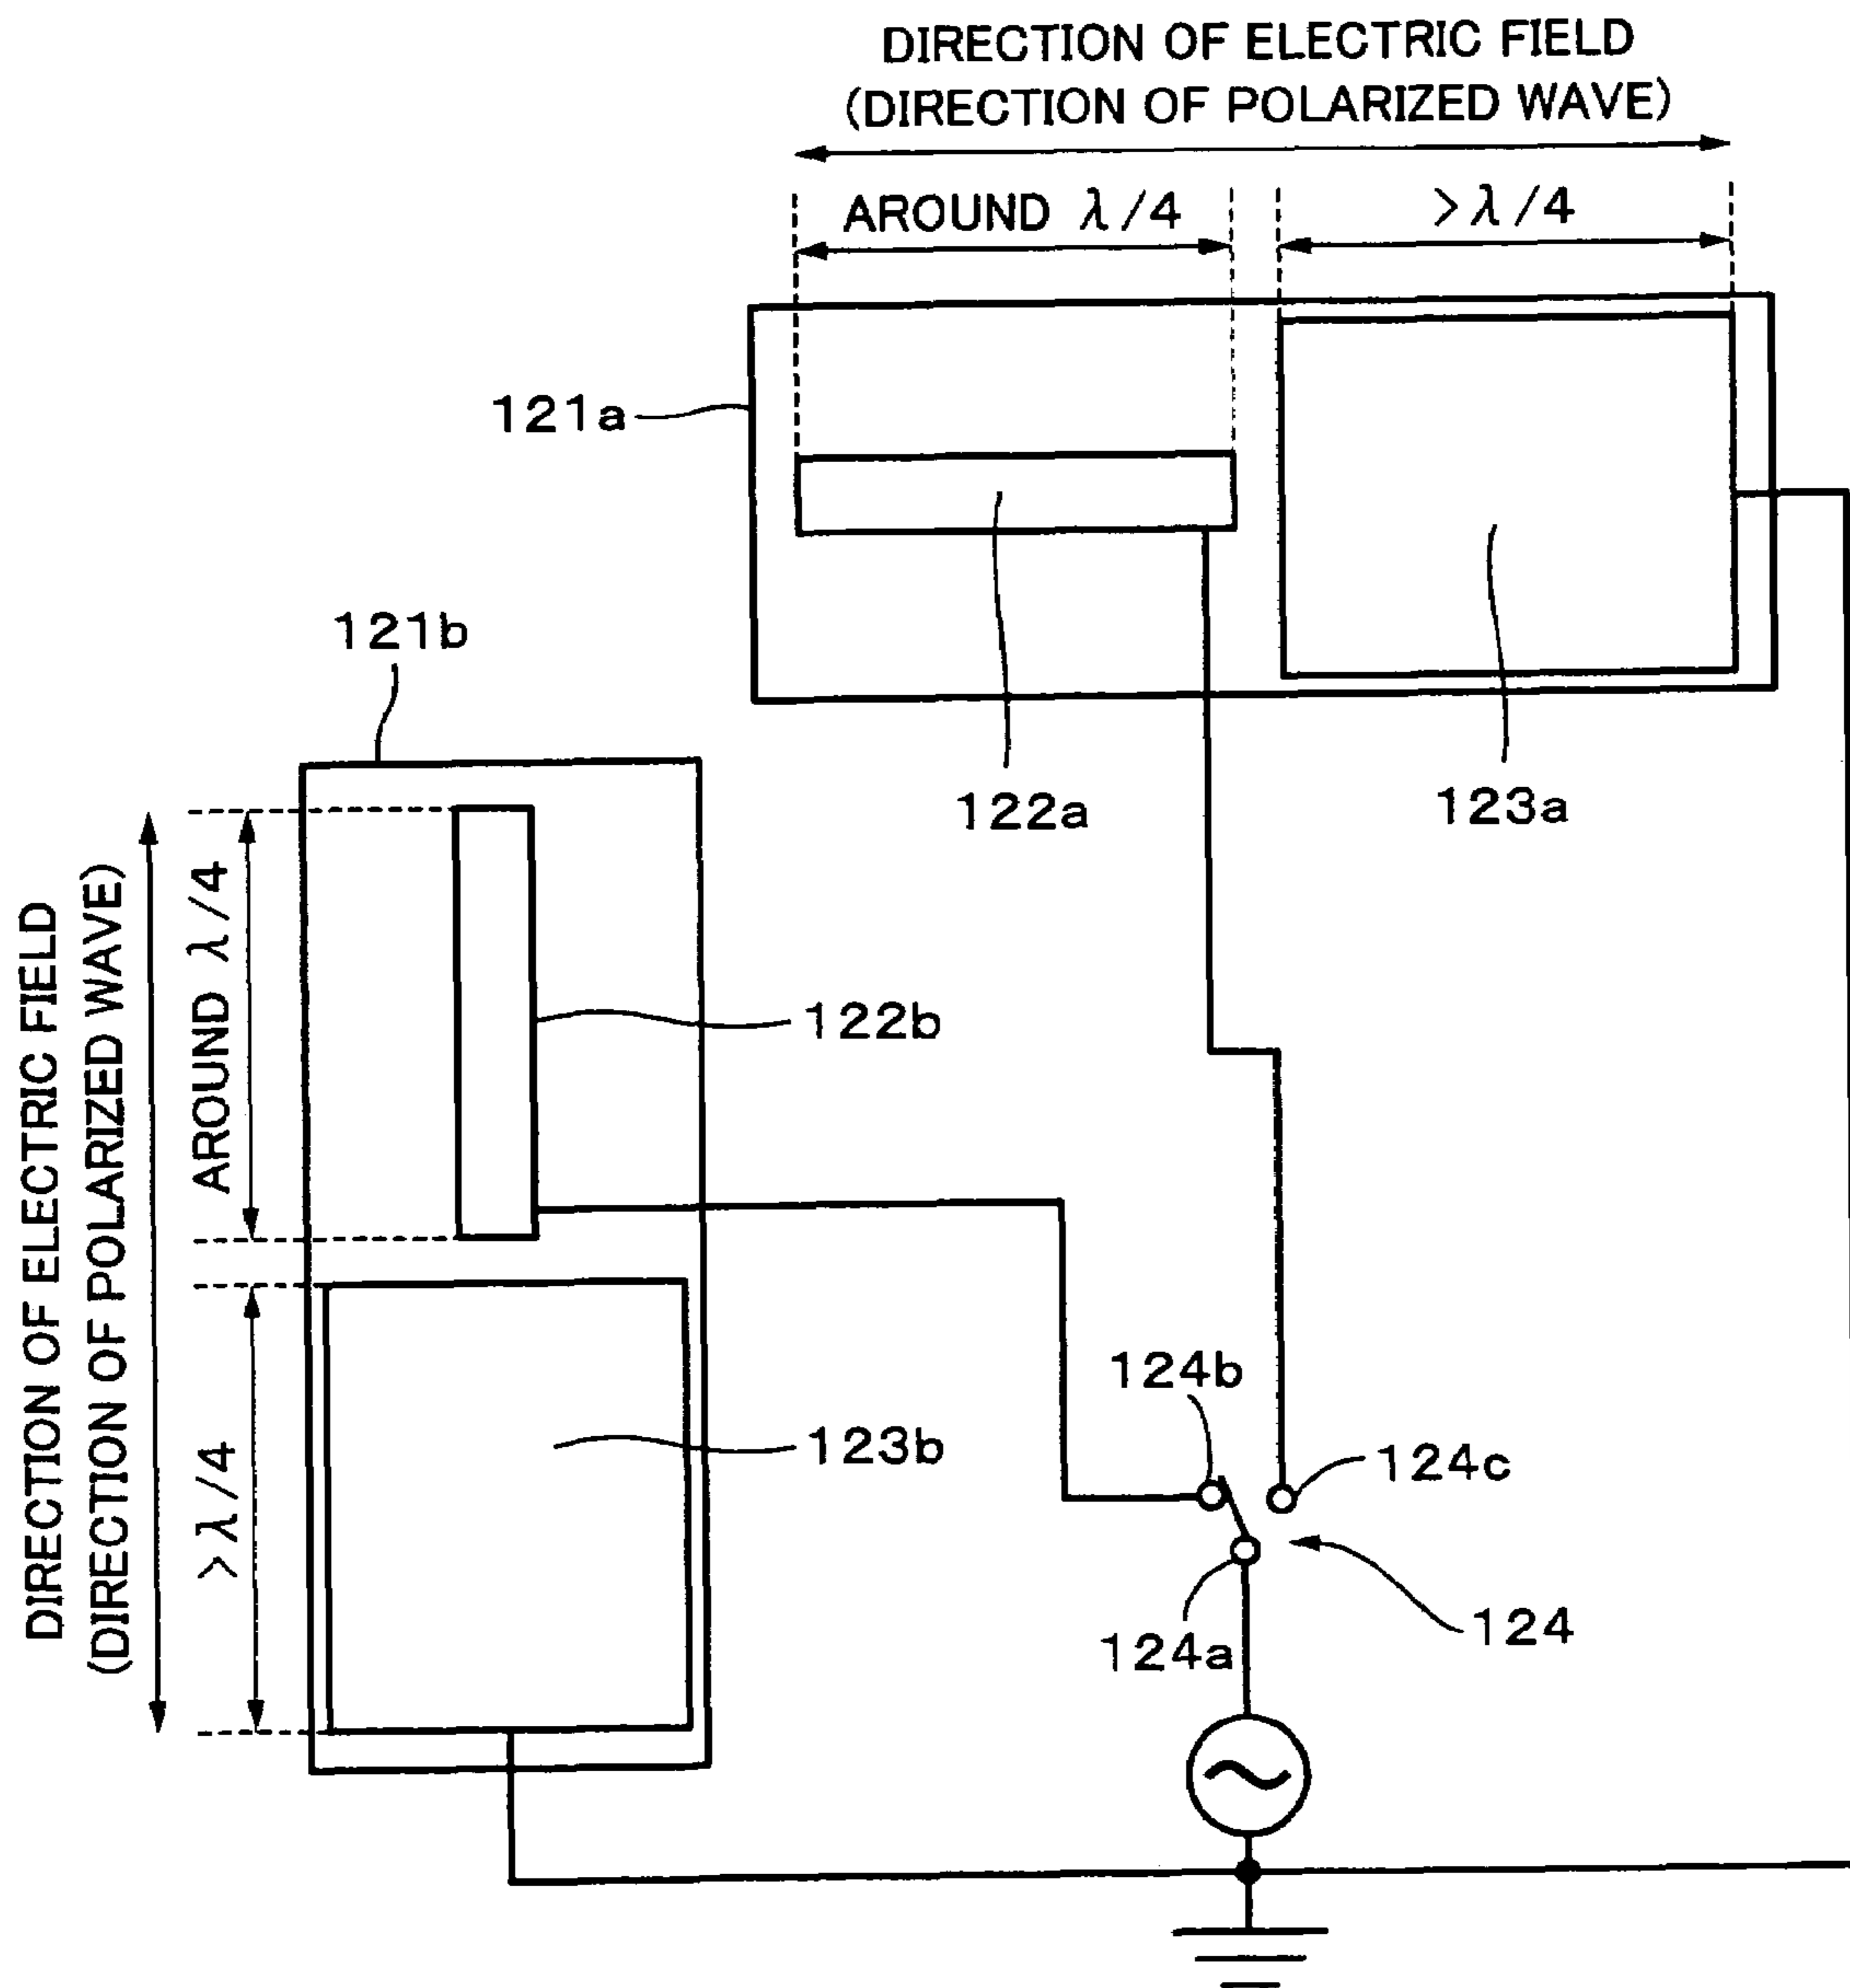 DIRECTION OF ELECTRIC FIELD
(DIRECTION OF POLARIZED WAVE)
AROUND λ/4
>λ/4
121a
122a
123a
121b
DIRECTION OF ELECTRIC FIELD
(DIRECTION OF POLARIZED WAVE)
AROUND λ/4
>λ/4
122b
123b
124b
124c
124a
124